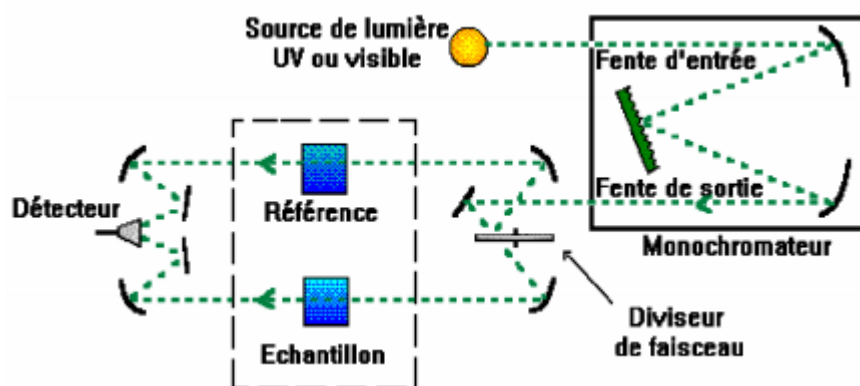 Source de lumière
UV ou visible
Fente d'entrée
Fente de sortie
Monochromateur
Détecteur
Référence
Echantillon
Diviseur
de faisceau